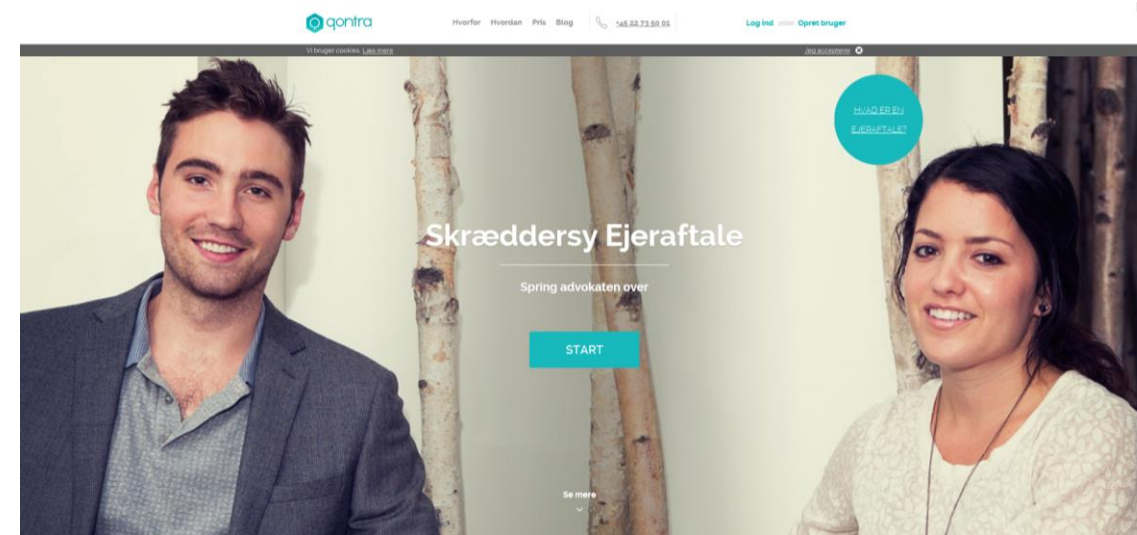 qontra
Hvorfor Hvordan Pris Blog +45 22 73 50 01 Log ind eller Opret bruger
Vi bruger cookies. Læs mere Jeg accepterer
HVAD ER EN
EJERAFTALE?
Skræddersy Ejeraftale
Spring advokaten over
START
Se mere